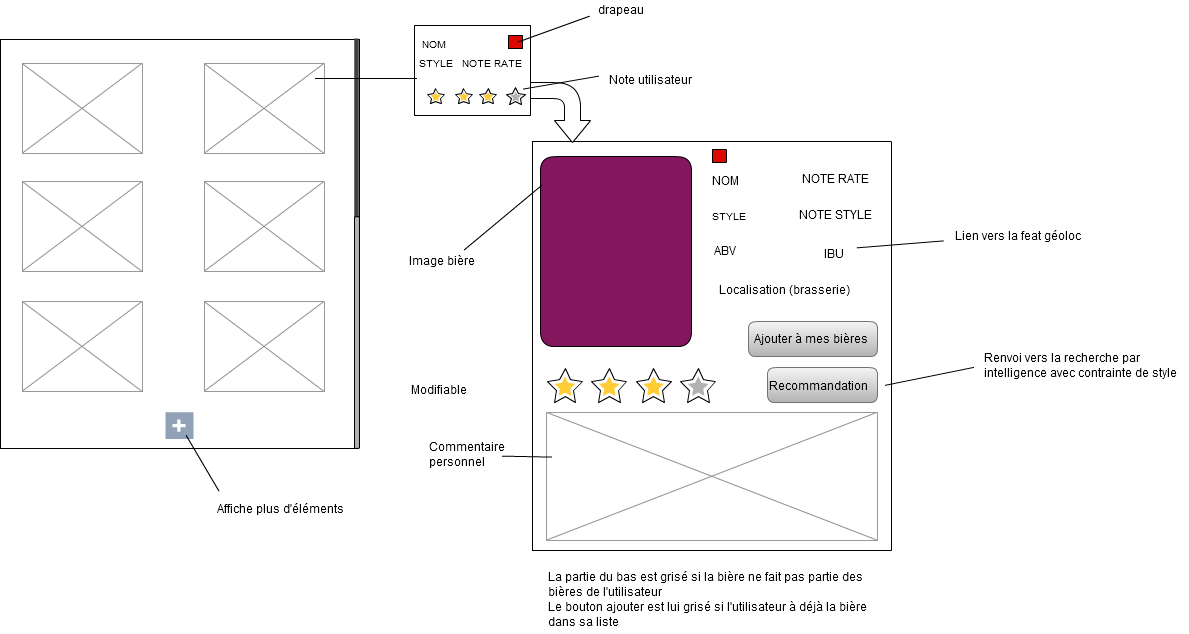 drapeau
NOM
STYLE NOTE RATE
Note utilisateur
NOM NOTE RATE
STYLE NOTE STYLE
Lien vers la feat géoloc
ABV IBU
Image bière
Localisation (brasserie)
Ajouter à mes bières
Renvoi vers la recherche par
intelligence avec contrainte de style
Modifiable
Recommandation
Commentaire
personnel
Affiche plus d'éléments
La partie du bas est grisé si la bière ne fait pas partie des
bières de l'utilisateur
Le bouton ajouter est lui grisé si l'utilisateur à déjà la bière
dans sa liste